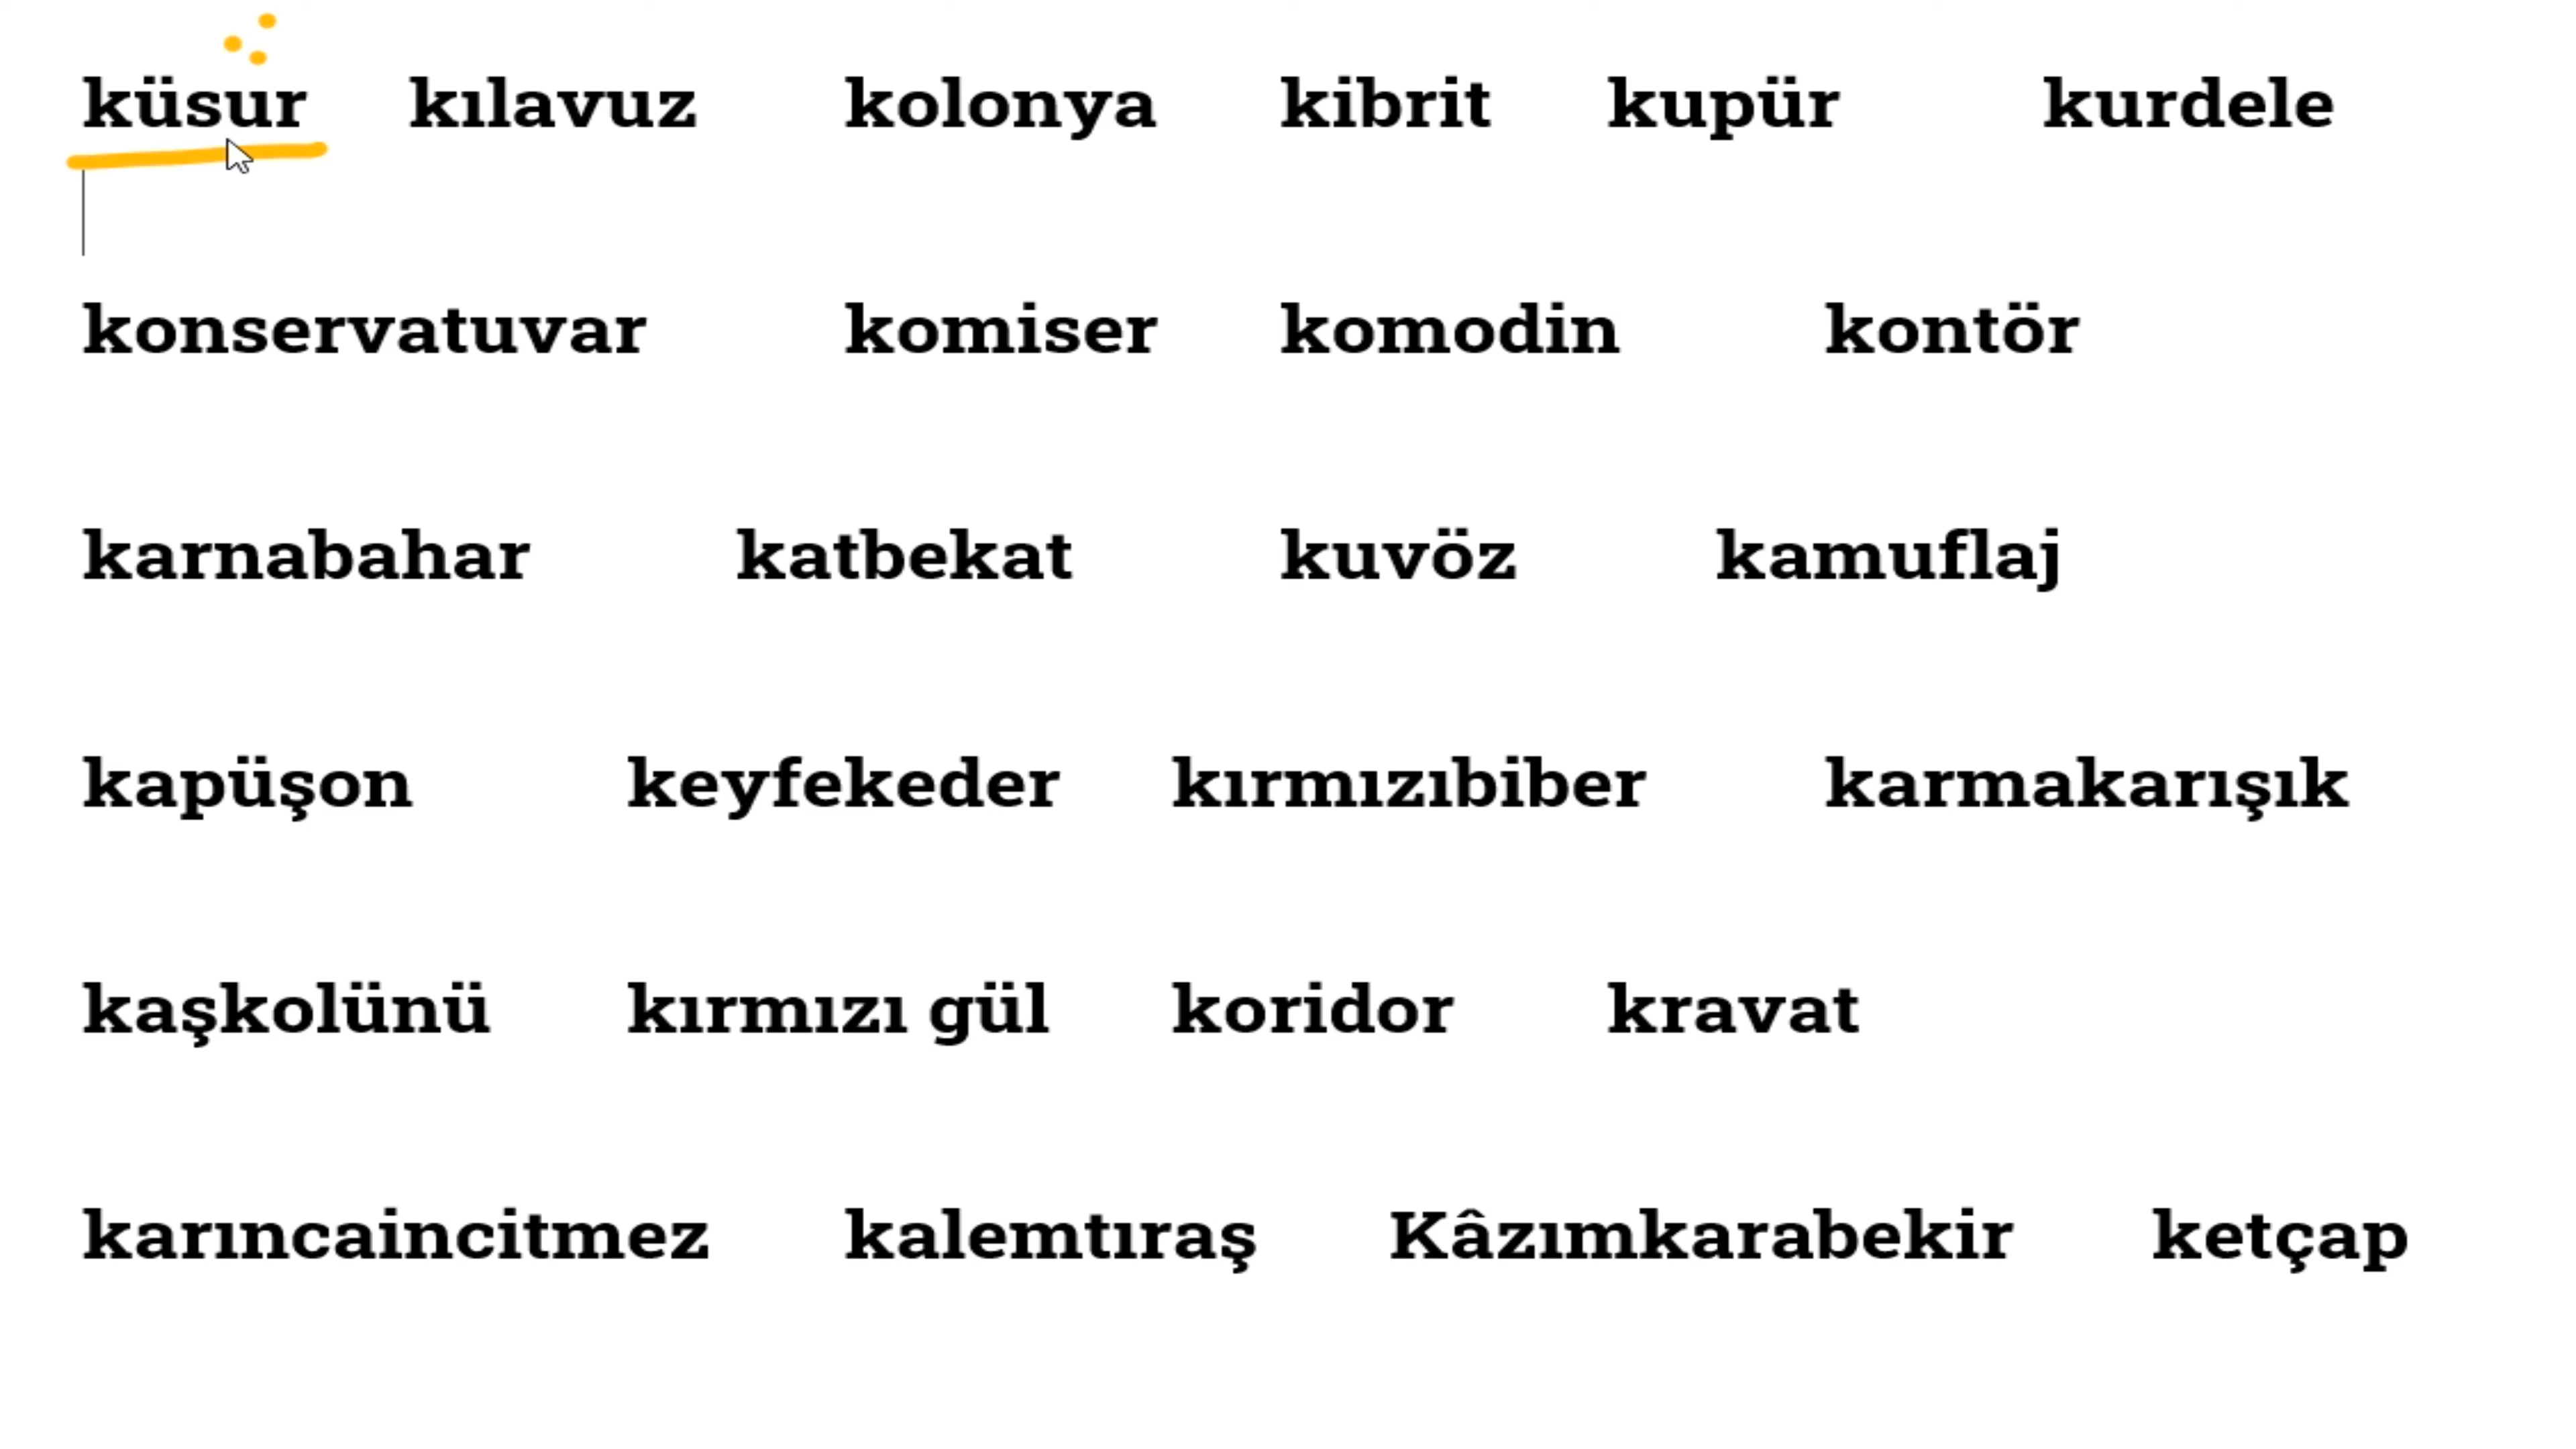 küsur kılavuz kolonya kibrit kupür kurdele
konservatuvar komiser komodin kontör
karnabahar katbekat kuvöz kamuflaj
kapüşon keyfekeder kırmızıbiber karmakarışık
kaşkolünü kırmızı gül koridor kravat
karıncaincitmez kalemtıraş Kâzımkarabekir ketçap